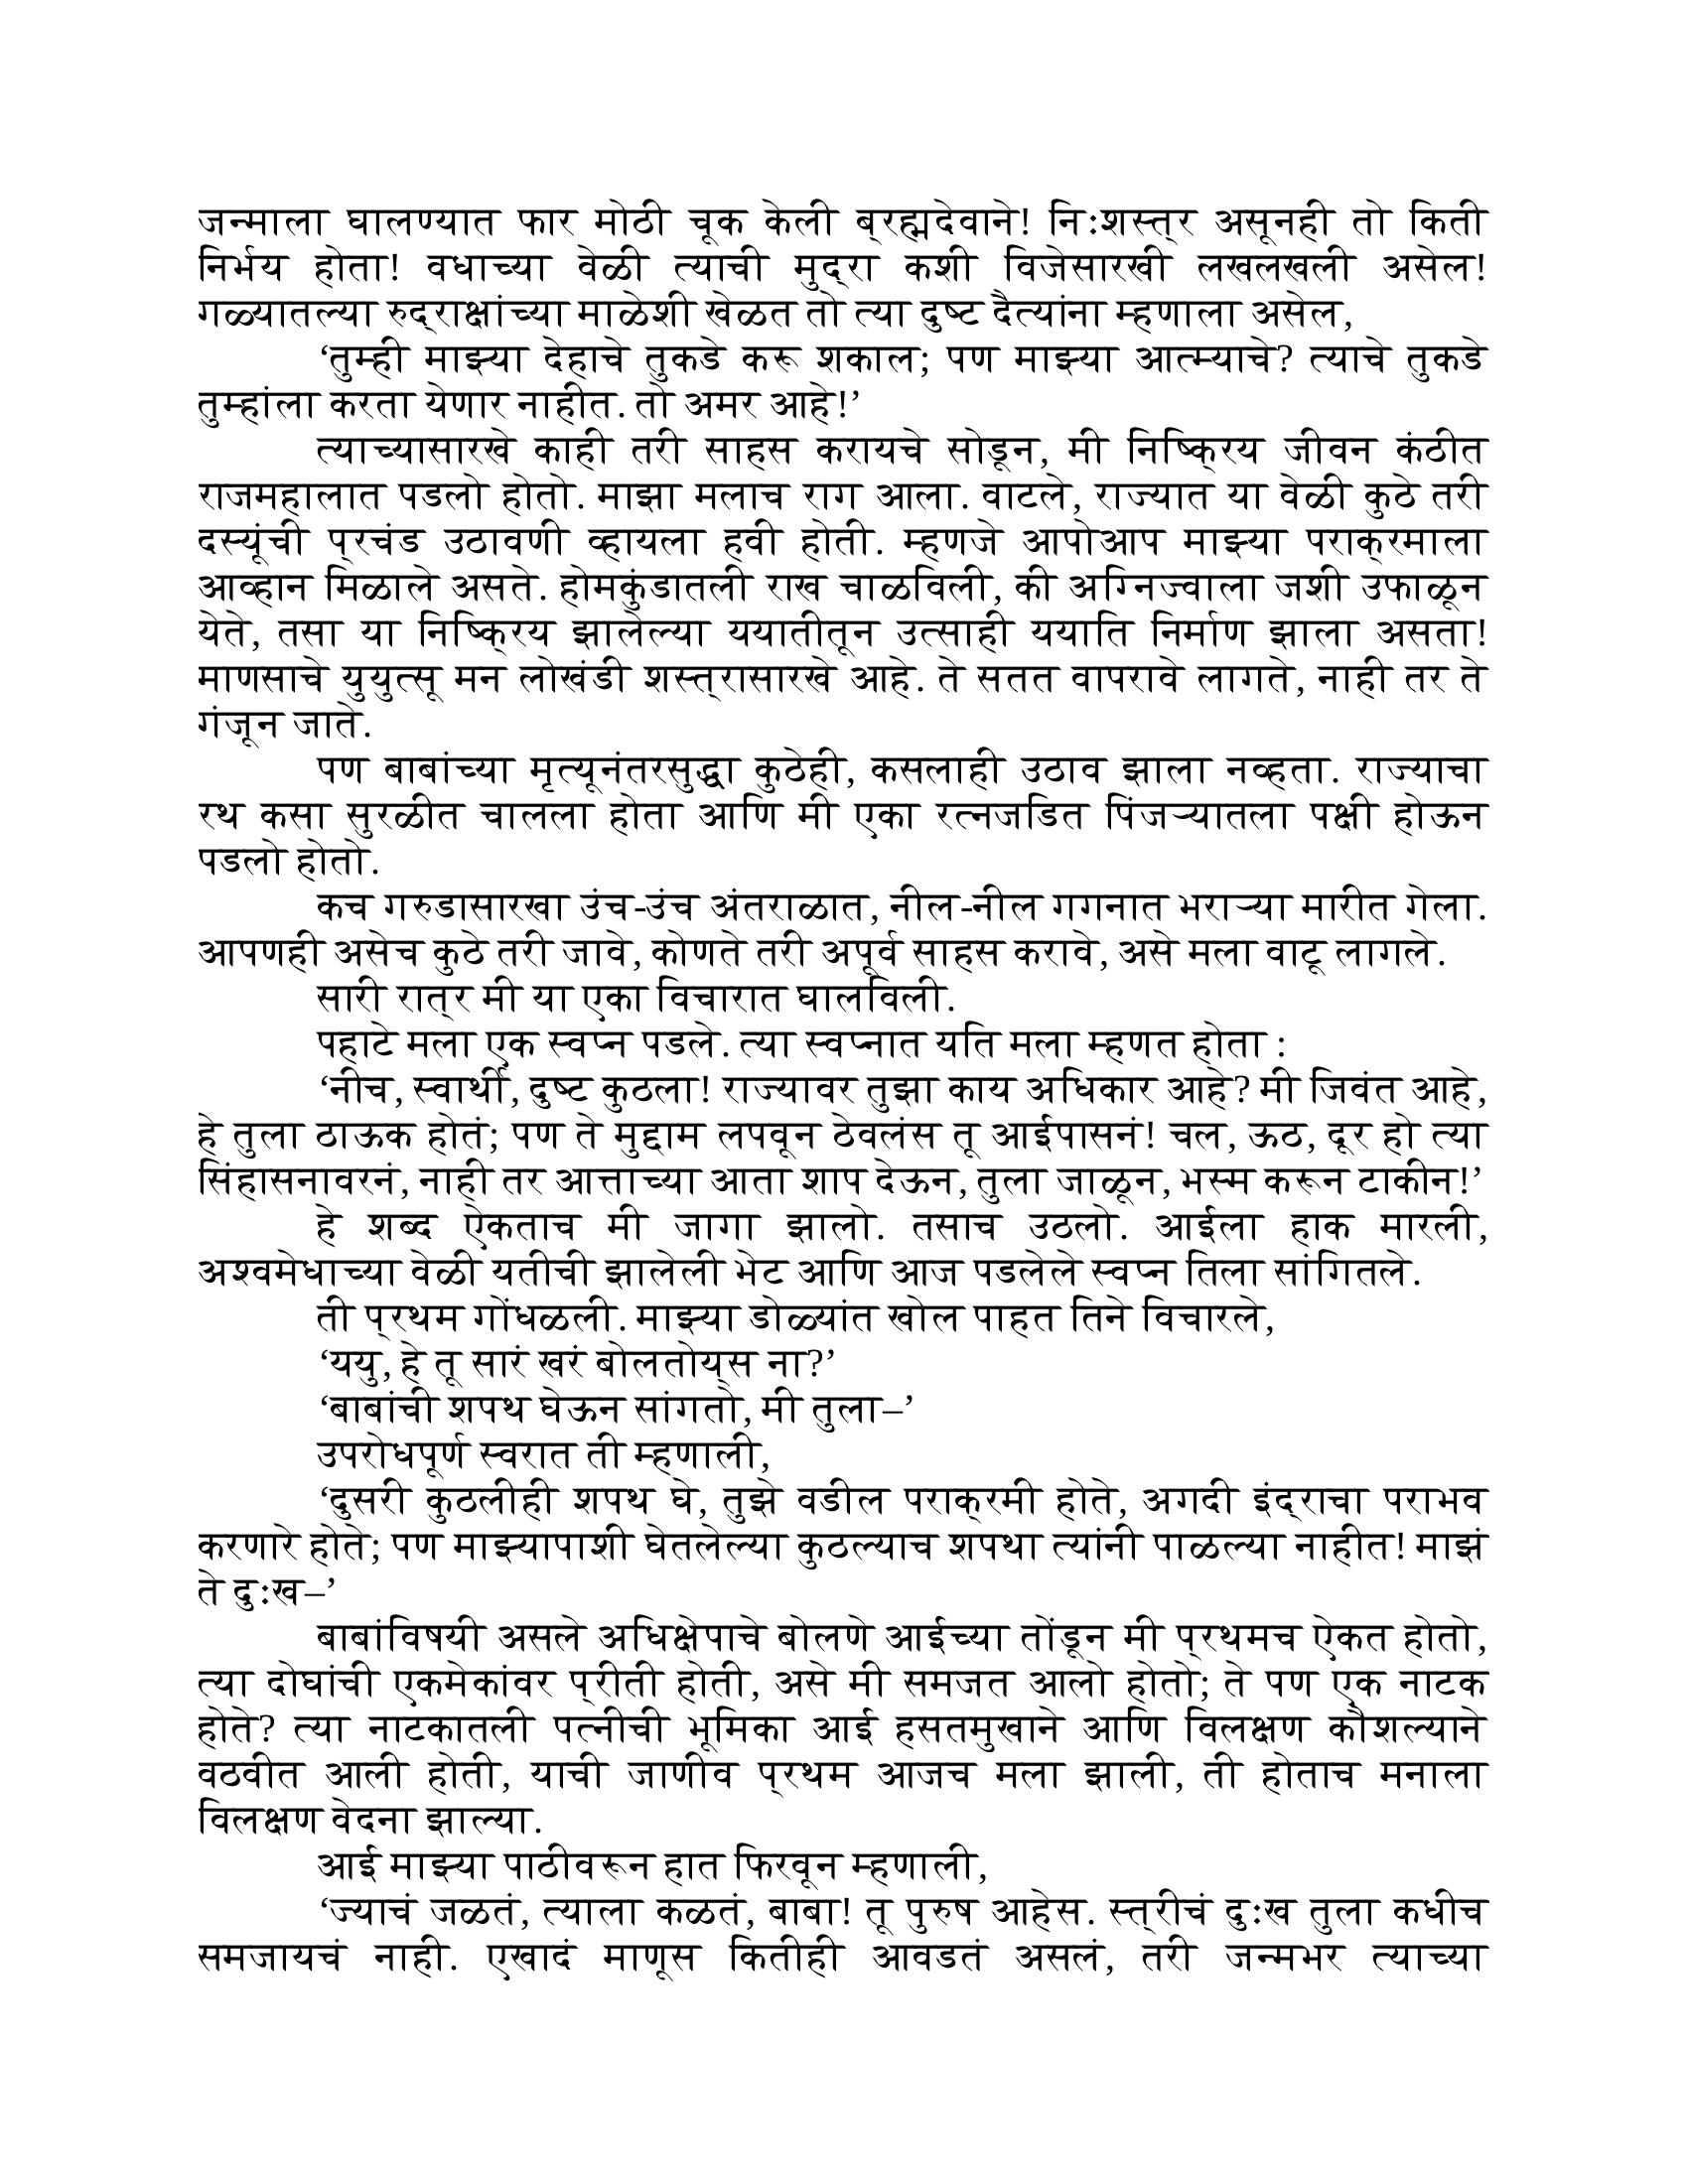 जन्माला घालण्यात फार मोठी चूक केली ब्रह्मदेवाने! निःशस्त्र असूनही तो किती
निर्भय होता! वधाच्या वेळी त्याची मुद्रा कशी विजेसारखी लखलखली असेल!
गळ्यातल्या रुद्राक्षांच्या माळेशी खेळत तो त्या दुष्ट दैत्यांना म्हणाला असेल,
‘तुम्ही माझ्या देहाचे तुकडे करू शकाल; पण माझ्या आत्म्याचे? त्याचे तुकडे
तुम्हांला करता येणार नाहीत. तो अमर आहे!’
त्याच्यासारखे काही तरी साहस करायचे सोडून, मी निष्क्रिय जीवन कंठीत
राजमहालात पडलो होतो. माझा मलाच राग आला. वाटले, राज्यात या वेळी कुठे तरी
दस्यूंची प्रचंड उठावणी व्हायला हवी होती. म्हणजे आपोआप माझ्या पराक्रमाला
आव्हान मिळाले असते. होमकुंडातली राख चाळविली, की अग्निज्वाला जशी उफाळून
येते, तसा या निष्क्रिय झालेल्या ययातीतून उत्साही ययाति निर्माण झाला असता!
माणसाचे युयुत्सू मन लोखंडी शस्त्रासारखे आहे. ते सतत वापरावे लागते, नाही तर ते
गंजून जाते.
पण बाबांच्या मृत्यूनंतरसुद्धा कुठेही, कसलाही उठाव झाला नव्हता. राज्याचा
रथ कसा सुरळीत चालला होता आणि मी एका रत्नजडित पिंजऱ्यातला पक्षी होऊन
पडलो होतो.
कच गरुडासारखा उंच-उंच अंतराळात, नील-नील गगनात भराऱ्या मारीत गेला.
आपणही असेच कुठे तरी जावे, कोणते तरी अपूर्व साहस करावे, असे मला वाटू लागले.
सारी रात्र मी या एका विचारात घालविली.
पहाटे मला एक स्वप्न पडले. त्या स्वप्नात यति मला म्हणत होता :
‘नीच, स्वार्थी, दुष्ट कुठला! राज्यावर तुझा काय अधिकार आहे? मी जिवंत आहे,
हे तुला ठाऊक होतं; पण ते मुद्दाम लपवून ठेवलंस तू आईपासनं! चल, ऊठ, दूर हो त्या
सिंहासनावरनं, नाही तर आत्ताच्या आता शाप देऊन, तुला जाळून, भस्म करून टाकीन!’
हे शब्द ऐकताच मी जागा झालो. तसाच उठलो. आईला हाक मारली,
अश्वमेधाच्या वेळी यतीची झालेली भेट आणि आज पडलेले स्वप्न तिला सांगितले.
ती प्रथम गोंधळली. माझ्या डोळ्यांत खोल पाहत तिने विचारले,
‘ययु, हे तू सारं खरं बोलतोय्स ना?’
‘बाबांची शपथ घेऊन सांगतो, मी तुला–’
उपरोधपूर्ण स्वरात ती म्हणाली,
‘दुसरी कुठलीही शपथ घे, तुझे वडील पराक्रमी होते, अगदी इंद्राचा पराभव
करणारे होते; पण माझ्यापाशी घेतलेल्या कुठल्याच शपथा त्यांनी पाळल्या नाहीत! माझं
ते दुःख–’
बाबांविषयी असले अधिक्षेपाचे बोलणे आईच्या तोंडून मी प्रथमच ऐकत होतो,
त्या दोघांची एकमेकांवर प्रीती होती, असे मी समजत आलो होतो; ते पण एक नाटक
होते? त्या नाटकातली पत्नीची भूमिका आई हसतमुखाने आणि विलक्षण कौशल्याने
वठवीत आली होती, याची जाणीव प्रथम आजच मला झाली, ती होताच मनाला
विलक्षण वेदना झाल्या.
आई माझ्या पाठीवरून हात फिरवून म्हणाली,
‘ज्याचं जळतं, त्याला कळतं, बाबा! तू पुरुष आहेस. स्त्रीचं दुःख तुला कधीच
समजायचं नाही. एखादं माणूस कितीही आवडतं असलं, तरी जन्मभर त्याच्या